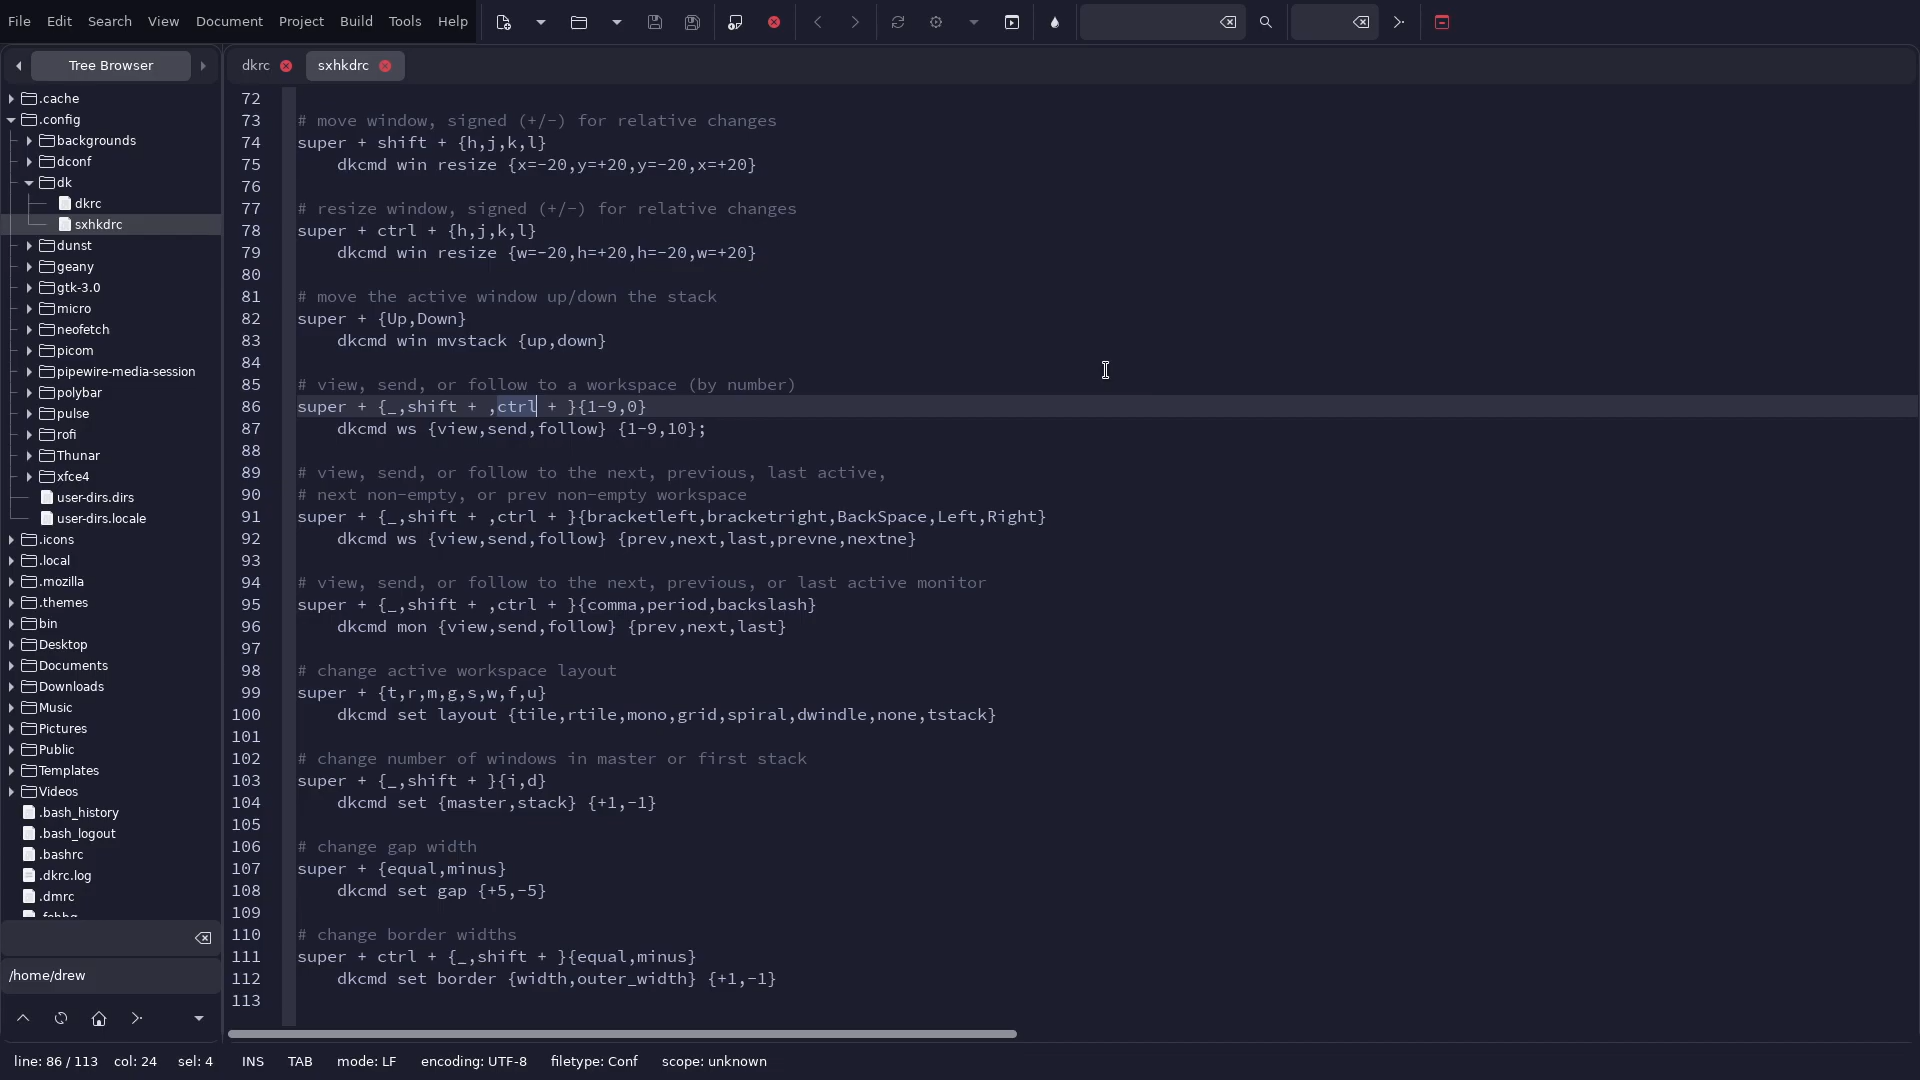 File Edit Search View Document Project Build Tools Help
Tree Browser
dkrc
sxhkdrc
.cache
.config
backgrounds
dconf
dk
dkrc
sxhkdrc
dunst
geany
gtk-3.0
micro
neofetch
picom
pipewire-media-session
polybar
pulse
rofi
Thunar
xfce4
user-dirs.dirs
user-dirs.locale
.icons
.local
.mozilla
.themes
bin
Desktop
Documents
Downloads
Music
Pictures
Public
Templates
Videos
.bash_history
.bash_logout
.bashrc
.dkrc.log
.dmrc
/home/drew
72
73 # move window, signed (+/-) for relative changes
74 super + shift + {h,j,k,l}
75 dkcmd win resize {x=-20,y=+20,y=-20,x=+20}
76
77 # resize window, signed (+/-) for relative changes
78 super + ctrl + {h,j,k,l}
79 dkcmd win resize {w=-20,h=+20,h=-20,w=+20}
80
81 # move the active window up/down the stack
82 super + {Up,Down}
83 dkcmd win mvstack {up,down}
84
85 # view, send, or follow to a workspace (by number)
86 super + {_,shift + ,ctrl + }{1-9,0}
87 dkcmd ws {view,send,follow} {1-9,10};
88
89 # view, send, or follow to the next, previous, last active,
90 # next non-empty, or prev non-empty workspace
91 super + {_,shift + ,ctrl + }{bracketleft,bracketright,BackSpace,Left,Right}
92 dkcmd ws {view,send,follow} {prev,next,last,prevne,nextne}
93
94 # view, send, or follow to the next, previous, or last active monitor
95 super + {_,shift + ,ctrl + }{comma,period,backslash}
96 dkcmd mon {view,send,follow} {prev,next,last}
97
98 # change active workspace layout
99 super + {t,r,m,g,s,w,f,u}
100 dkcmd set layout {tile,rtile,mono,grid,spiral,dwindle,none,tstack}
101
102 # change number of windows in master or first stack
103 super + {_,shift + }{i,d}
104 dkcmd set {master,stack} {+1,-1}
105
106 # change gap width
107 super + {equal,minus}
108 dkcmd set gap {+5,-5}
109
110 # change border widths
111 super + ctrl + {_,shift + }{equal,minus}
112 dkcmd set border {width,outer_width} {+1,-1}
113
line: 86 / 113 col: 24 sel: 4 INS TAB mode: LF encoding: UTF-8 filetype: Conf scope: unknown